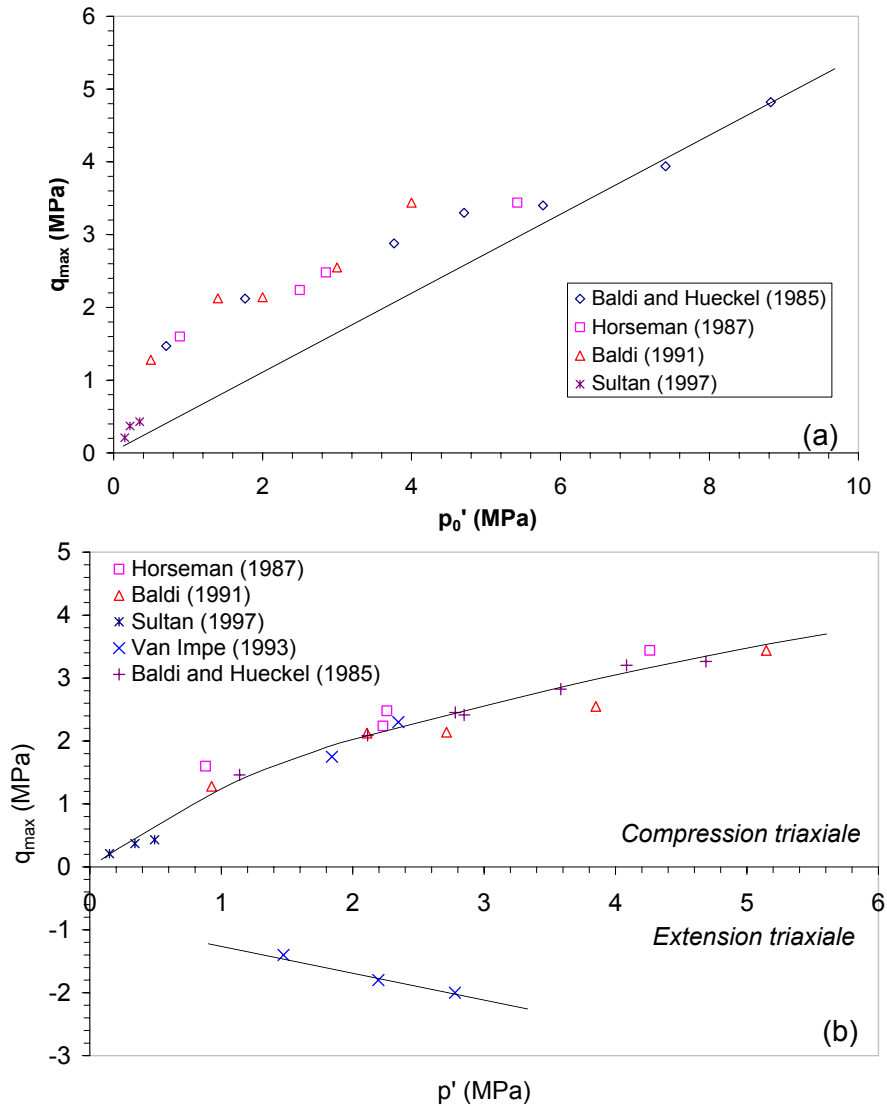 6
5
4
3
2
1
0
q_max (MPa)
0 2 4 6 8 10
p_0' (MPa)
Baldi and Hueckel (1985)
Horseman (1987)
Baldi (1991)
Sultan (1997)
(a)
5
4
3
2
1
0
-1
-2
-3
q_max (MPa)
Horseman (1987)
Baldi (1991)
Sultan (1997)
Van Impe (1993)
Baldi and Hueckel (1985)
Compression triaxiale
0 1 2 3 4 5 6
Extension triaxiale
(b)
p' (MPa)